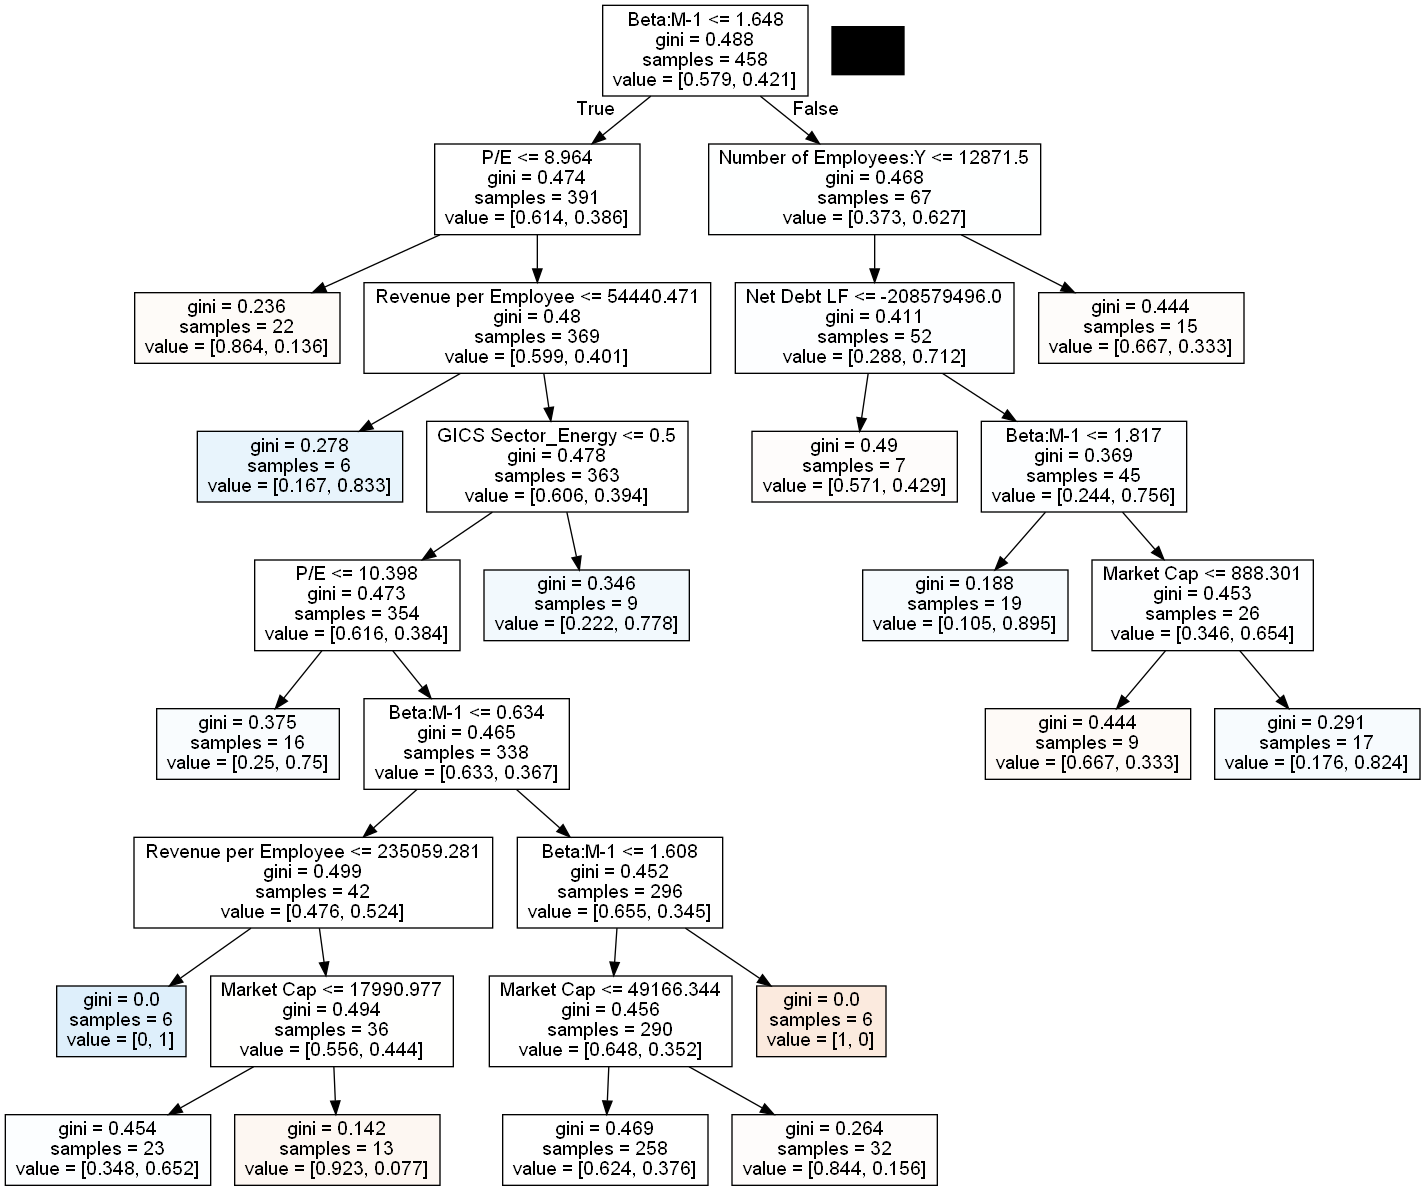 Beta:M-1 <= 1.648
gini = 0.488
samples = 458
value = [0.579, 0.421]
True
False
P/E <= 8.964
gini = 0.474
samples = 391
value = [0.614, 0.386]
Number of Employees:Y <= 12871.5
gini = 0.468
samples = 67
value = [0.373, 0.627]
gini = 0.236
samples = 22
value = [0.864, 0.136]
Revenue per Employee <= 54440.471
gini = 0.48
samples = 369
value = [0.599, 0.401]
Net Debt LF <= -208579496.0
gini = 0.411
samples = 52
value = [0.288, 0.712]
gini = 0.444
samples = 15
value = [0.667, 0.333]
gini = 0.278
samples = 6
value = [0.167, 0.833]
GICS Sector_Energy <= 0.5
gini = 0.478
samples = 363
value = [0.606, 0.394]
gini = 0.49
samples = 7
value = [0.571, 0.429]
Beta:M-1 <= 1.817
gini = 0.369
samples = 45
value = [0.244, 0.756]
P/E <= 10.398
gini = 0.473
samples = 354
value = [0.616, 0.384]
gini = 0.346
samples = 9
value = [0.222, 0.778]
gini = 0.188
samples = 19
value = [0.105, 0.895]
Market Cap <= 888.301
gini = 0.453
samples = 26
value = [0.346, 0.654]
gini = 0.375
samples = 16
value = [0.25, 0.75]
Beta:M-1 <= 0.634
gini = 0.465
samples = 338
value = [0.633, 0.367]
gini = 0.444
samples = 9
value = [0.667, 0.333]
gini = 0.291
samples = 17
value = [0.176, 0.824]
Revenue per Employee <= 235059.281
gini = 0.499
samples = 42
value = [0.476, 0.524]
Beta:M-1 <= 1.608
gini = 0.452
samples = 296
value = [0.655, 0.345]
gini = 0.0
samples = 6
value = [0, 1]
Market Cap <= 17990.977
gini = 0.494
samples = 36
value = [0.556, 0.444]
Market Cap <= 49166.344
gini = 0.456
samples = 290
value = [0.648, 0.352]
gini = 0.0
samples = 6
value = [1, 0]
gini = 0.454
samples = 23
value = [0.348, 0.652]
gini = 0.142
samples = 13
value = [0.923, 0.077]
gini = 0.469
samples = 258
value = [0.624, 0.376]
gini = 0.264
samples = 32
value = [0.844, 0.156]